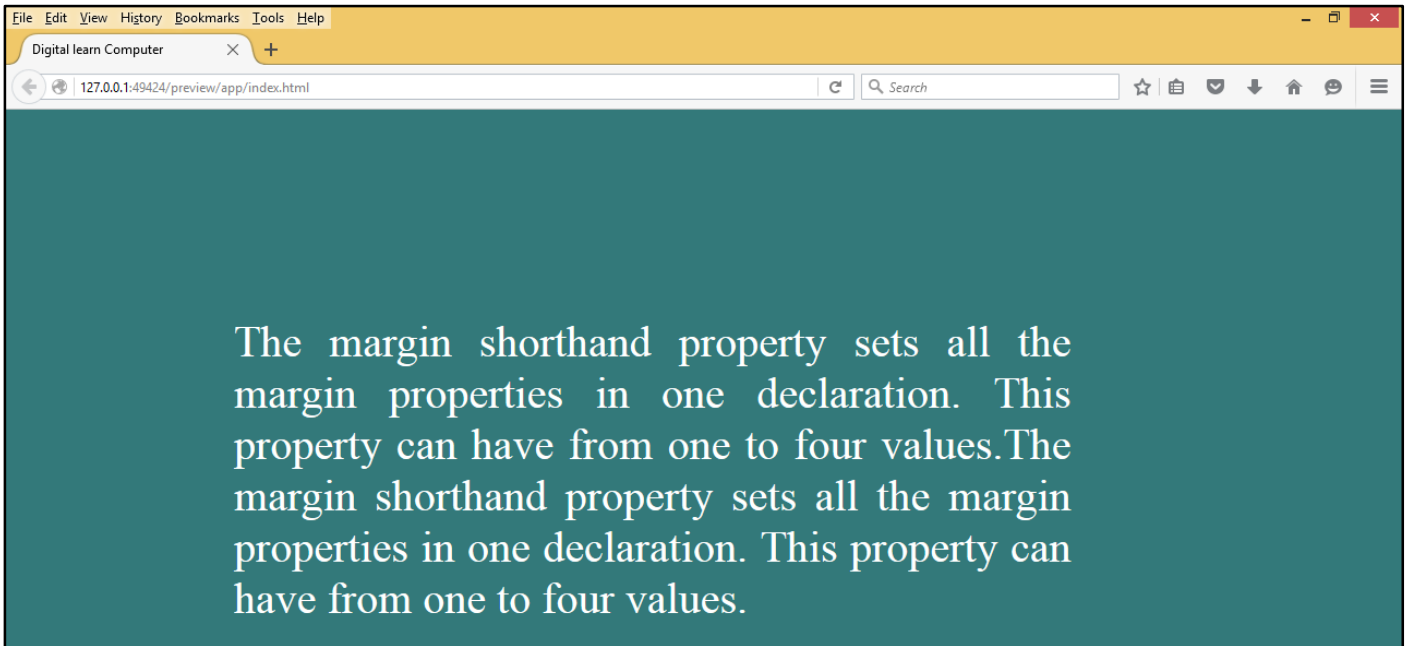 File Edit View History Bookmarks Tools Help
Digital learn Computer
127.0.0.1:49424/preview/app/index.html Search
The margin shorthand property sets all the
margin properties in one declaration. This
property can have from one to four values.The
margin shorthand property sets all the margin
properties in one declaration. This property can
have from one to four values.